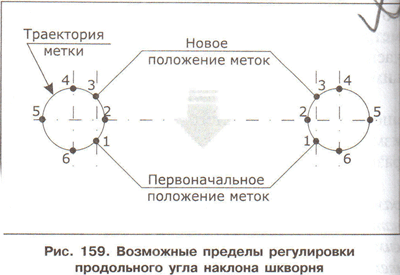 Траектория
метки
Новое
положение меток
4
3
5
2
1
6
3
4
2
5
1
6
Первоначальное
положение меток
Рис. 159. Возможные пределы регулировки
продольного угла наклона шкворня